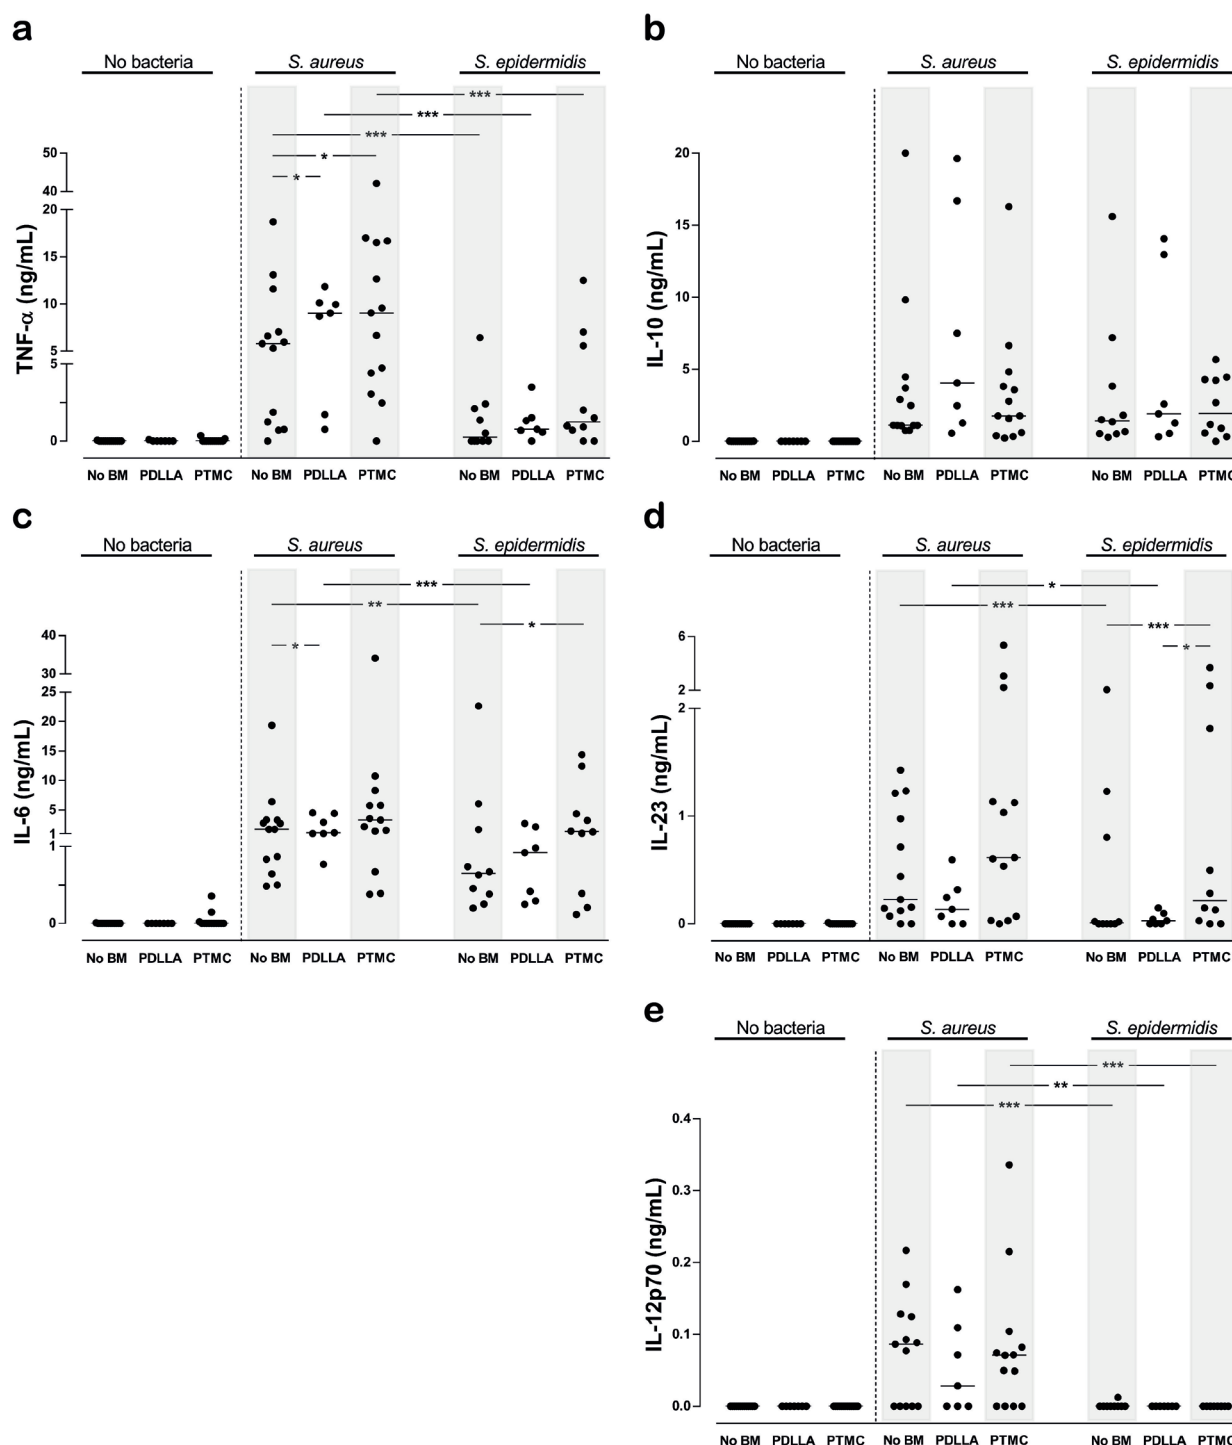 a
No bacteria S. aureus S. epidermidis
***
***
***
*
*
50
40
20
15
10
5
5
0
TNF-α (ng/mL)
No BM PDLLA PTMC No BM PDLLA PTMC No BM PDLLA PTMC
b
No bacteria S. aureus S. epidermidis
20
15
10
5
0
IL-10 (ng/mL)
No BM PDLLA PTMC No BM PDLLA PTMC No BM PDLLA PTMC
c
No bacteria S. aureus S. epidermidis
***
**
*
*
40
30
25
20
15
10
5
1
1
0
IL-6 (ng/mL)
No BM PDLLA PTMC No BM PDLLA PTMC No BM PDLLA PTMC
d
No bacteria S. aureus S. epidermidis
*
***
***
*
6
2
2
1
0
IL-23 (ng/mL)
No BM PDLLA PTMC No BM PDLLA PTMC No BM PDLLA PTMC
e
No bacteria S. aureus S. epidermidis
***
**
***
0.4
0.3
0.2
0.1
0.0
IL-12p70 (ng/mL)
No BM PDLLA PTMC No BM PDLLA PTMC No BM PDLLA PTMC